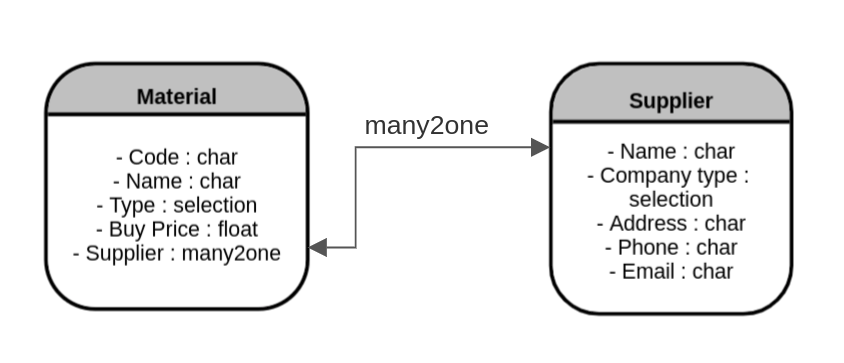 Material
- Code : char
- Name : char
- Type : selection
- Buy Price : float
- Supplier : many2one
many2one
Supplier
- Name : char
- Company type :
selection
- Address : char
- Phone : char
- Email : char